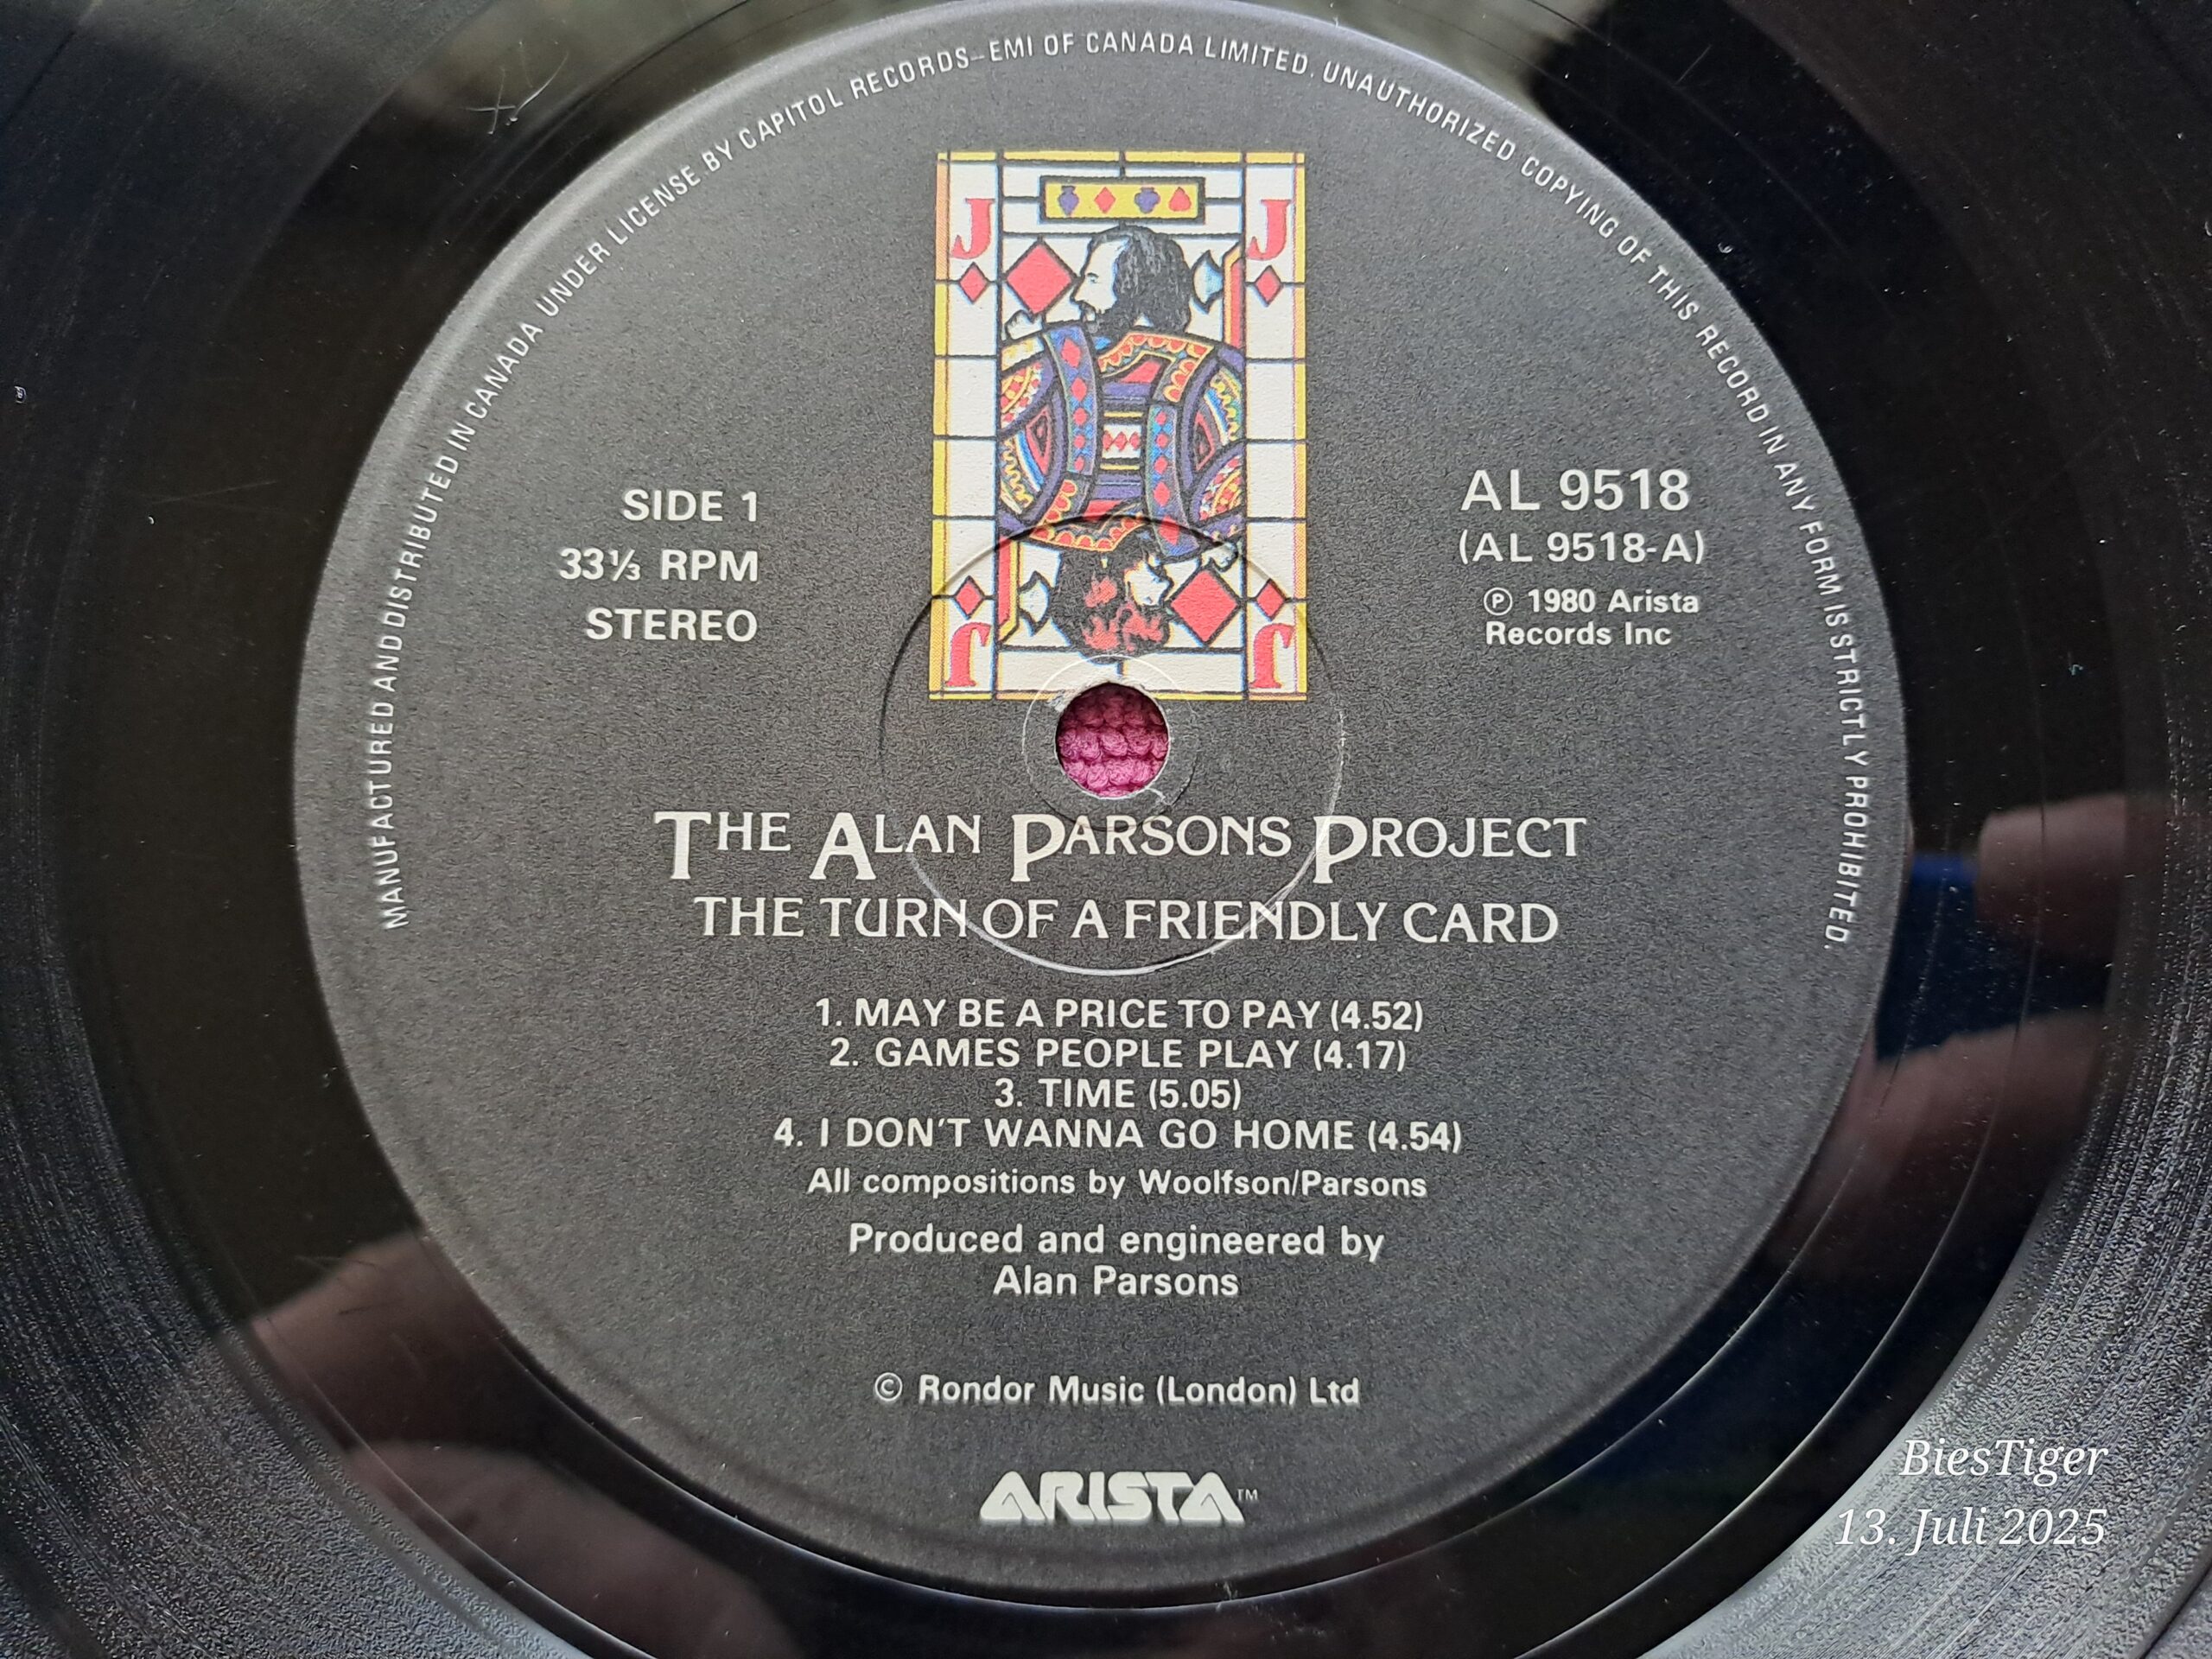 MANUFACTURED AND DISTRIBUTED IN CANADA UNDER LICENSE BY CAPITOL RECORDS–EMI OF CANADA LIMITED. UNAUTHORIZED COPYING OF THIS RECORD IN ANY FORM IS STRICTLY PROHIBITED.
J J
SIDE 1
33⅓ RPM
STEREO
AL 9518
(AL 9518-A)
℗ 1980 Arista
Records Inc
J J
THE ALAN PARSONS PROJECT
THE TURN OF A FRIENDLY CARD
1. MAY BE A PRICE TO PAY (4.52)
2. GAMES PEOPLE PLAY (4.17)
3. TIME (5.05)
4. I DON'T WANNA GO HOME (4.54)
All compositions by Woolfson/Parsons
Produced and engineered by
Alan Parsons
© Rondor Music (London) Ltd
ARISTA™
BiesTiger
13. Juli 2025